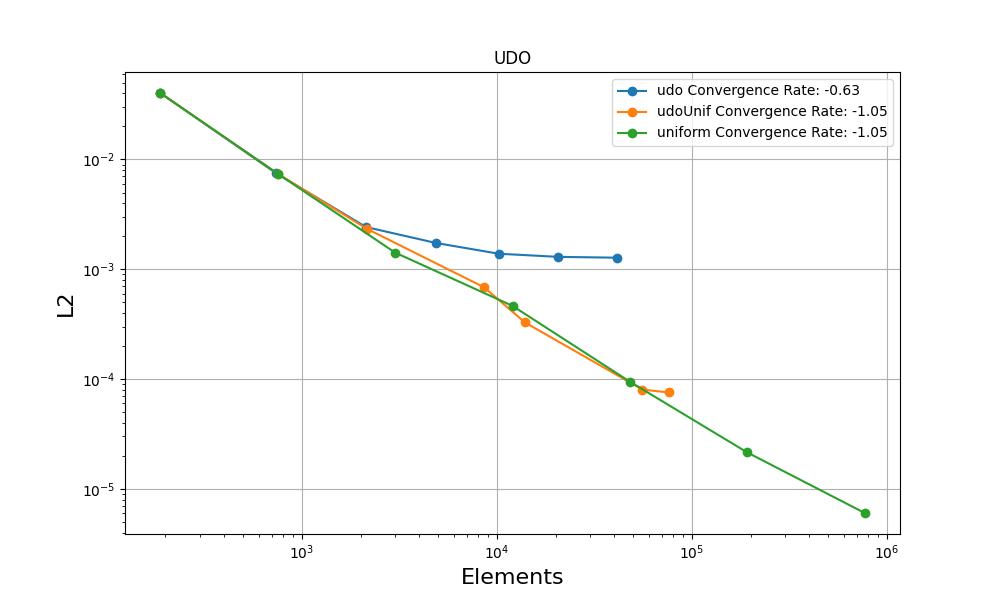 UDO
udo Convergence Rate: -0.63
udoUnif Convergence Rate: -1.05
uniform Convergence Rate: -1.05
10⁻²
10⁻³
10⁻⁴
10⁻⁵
L2
10³ 10⁴ 10⁵ 10⁶
Elements